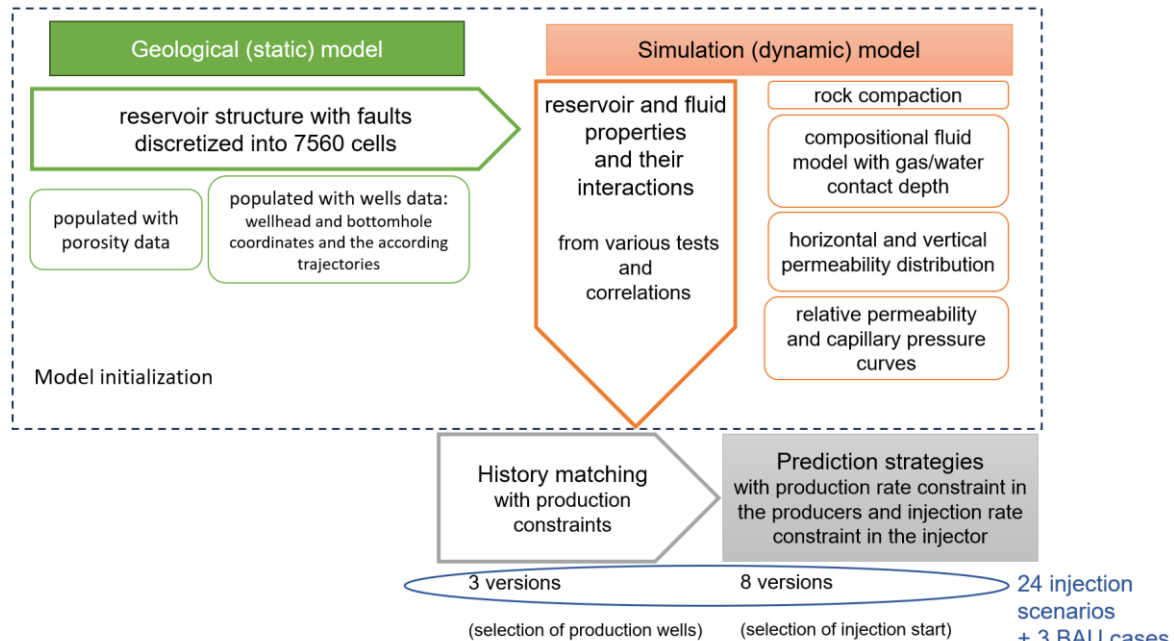 Geological (static) model
Simulation (dynamic) model
reservoir structure with faults
discretized into 7560 cells
populated with
porosity data
populated with wells data:
wellhead and bottomhole
coordinates and the according
trajectories
reservoir and fluid
properties
and their
interactions
from various tests
and
correlations
rock compaction
compositional fluid
model with gas/water
contact depth
horizontal and vertical
permeability distribution
relative permeability
and capillary pressure
curves
Model initialization
History matching
with production
constraints
Prediction strategies
with production rate constraint in
the producers and injection rate
constraint in the injector
3 versions
8 versions
(selection of production wells)
(selection of injection start)
24 injection
scenarios
+ 3 BAU cases